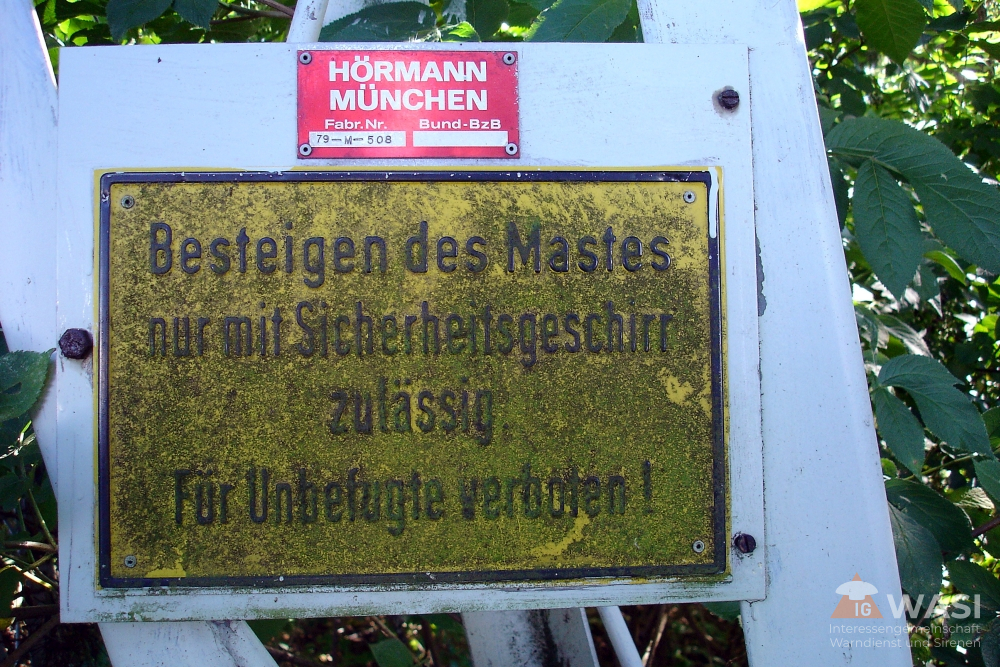 HÖRMANN
MÜNCHEN
Fabr. Nr. Bund-BzB
79-M-508
Besteigen des Mastes
nur mit Sicherheitsgeschirr
zulässig.
Für Unbefugte verboten !
IG WASI
Interessengemeinschaft
Warndienst und Sirenen